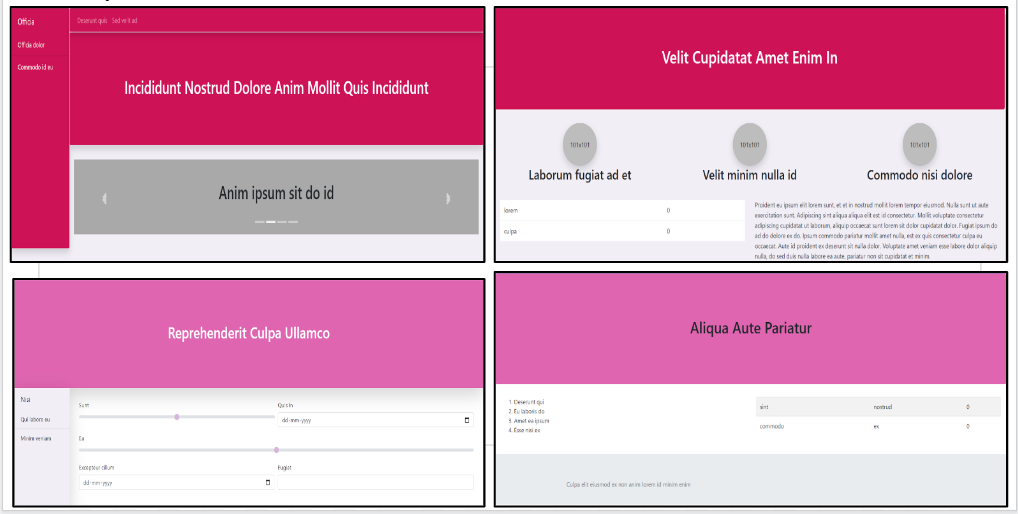 Officia
Officia dolor
Commodo id eu
Deserunt quis Sed velit ad
Incididunt Nostrud Dolore Anim Mollit Quis Incididunt
Anim ipsum sit do id
Velit Cupidatat Amet Enim In
101x101 101x101 101x101
Laborum fugiat ad et Velit minim nulla id Commodo nisi dolore
lorem 0
culpa 0
Proident eu ipsum elit lorem sunt, et et in nostrud mollit lorem tempor eiusmod. Nulla sunt ut aute
exercitation sunt. Adipiscing sint aliqua aliqua elit est id consectetur. Mollit voluptate consectetur
adipiscing cupidatat ut laborum, aliquip occaecat sunt lorem sit dolor cupidatat dolor. Fugiat ipsum do
ad do dolore ex do. Ipsum commodo pariatur mollit amet nulla, est ex quis consectetur culpa eu
occaecat. Aute id proident ex deserunt sit nulla dolor. Voluptate amet veniam esse labore dolor aliquip
nulla, do sed duis nulla labore ea aute, pariatur non sit cupidatat et minim
Reprehenderit Culpa Ullamco
Nisi
Qui labore eu
Minim veniam
Sunt Quis in
dd-mm-yyyy
Ea
Excepteur cillum Fugiat
dd-mm-yyyy
Aliqua Aute Pariatur
1. Deserunt qui
2. Eu laboris do
3. Amet ea ipsum
4. Esse nisi ex
sint nostrud 0
commodo ex 0
Culpa elit eiusmod ex non anim lorem id minim enim